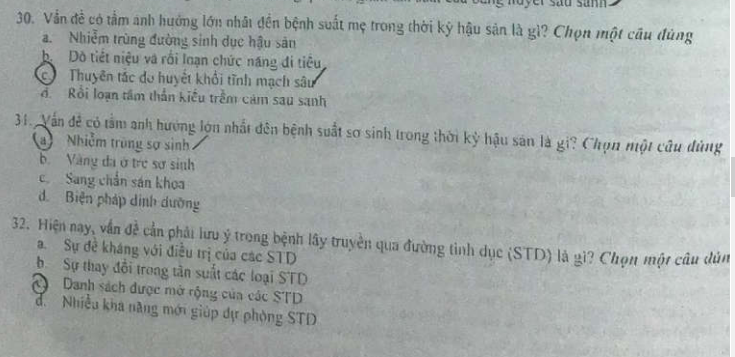 sau sanh
30. Vấn đề có tầm ảnh hưởng lớn nhất đến bệnh suất mẹ trong thời kỳ hậu sản là gì? Chọn một câu đúng
a. Nhiễm trùng đường sinh dục hậu sản
b. Dò tiết niệu và rối loạn chức năng đi tiểu
c. Thuyên tắc do huyết khối tĩnh mạch sâu
d. Rối loạn tâm thần kiểu trầm cảm sau sanh
31. Vấn đề có tầm ảnh hưởng lớn nhất đến bệnh suất sơ sinh trong thời kỳ hậu sản là gì? Chọn một câu đúng
a. Nhiễm trùng sơ sinh
b. Vàng da ở trẻ sơ sinh
c. Sang chấn sản khoa
d. Biện pháp dinh dưỡng
32. Hiện nay, vấn đề cần phải lưu ý trong bệnh lây truyền qua đường tình dục (STD) là gì? Chọn một câu đún
a. Sự đề kháng với điều trị của các STD
b. Sự thay đổi trong tần suất các loại STD
c. Danh sách được mở rộng của các STD
d. Nhiều khả năng mới giúp dự phòng STD